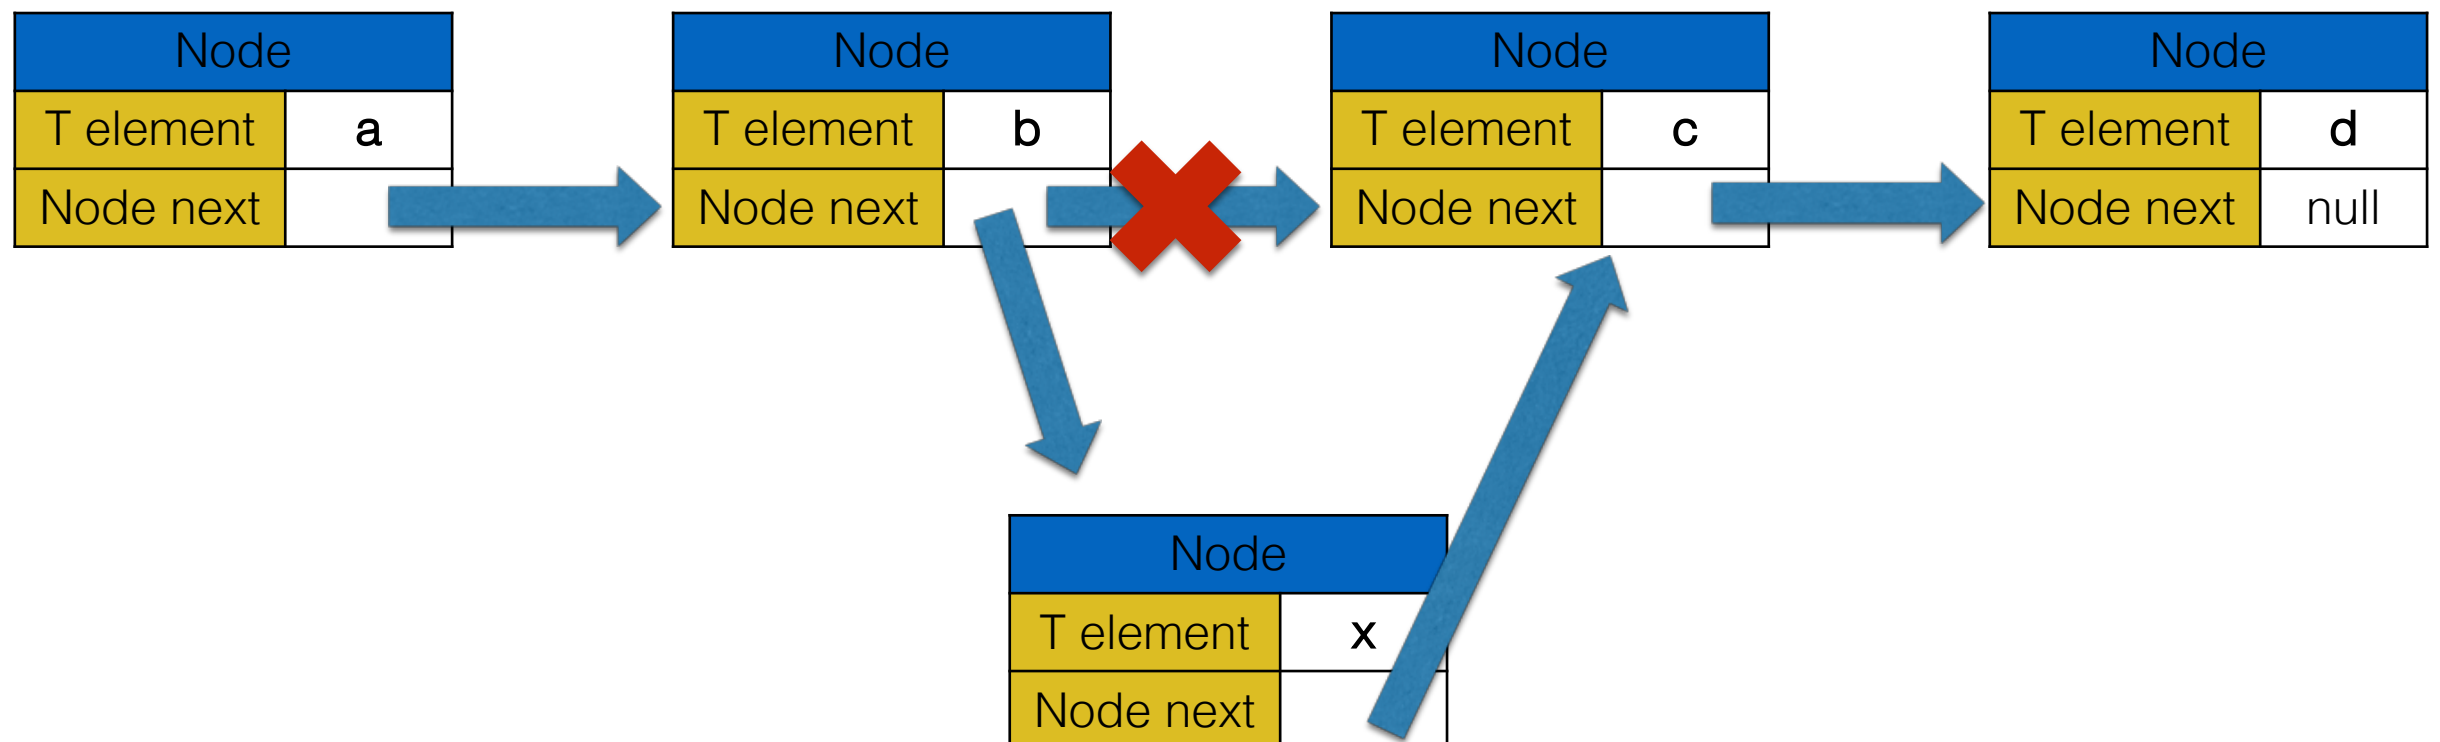 Node Node Node Node
T element a T element b T element c T element d
Node next Node next Node next Node next null
Node
T element x
Node next